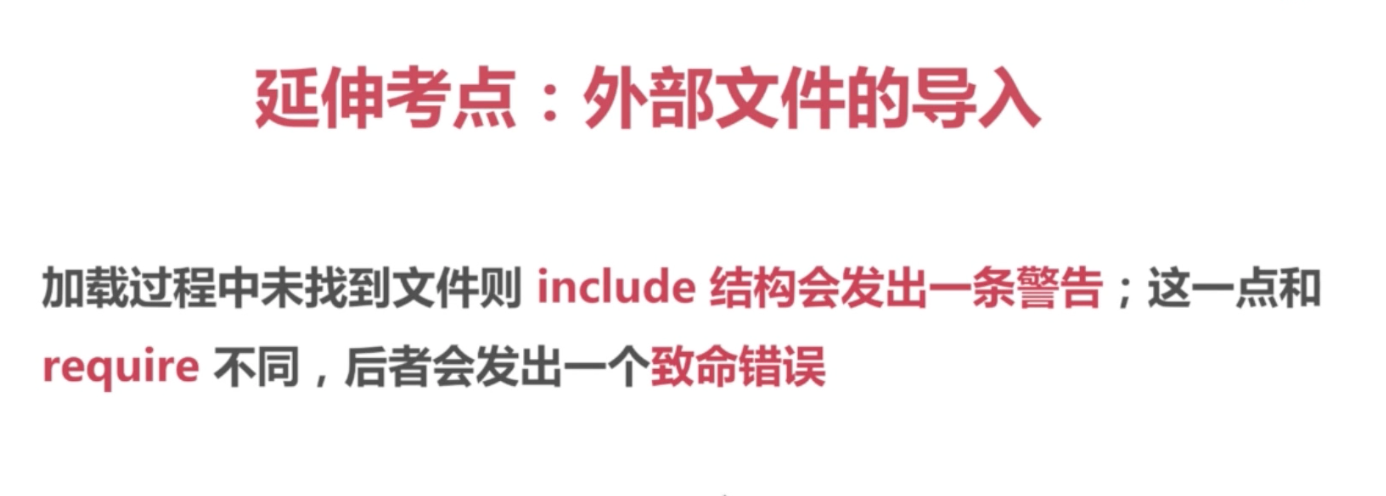 延伸考点：外部文件的导入
加载过程中未找到文件则 include 结构会发出一条警告；这一点和
require 不同，后者会发出一个致命错误